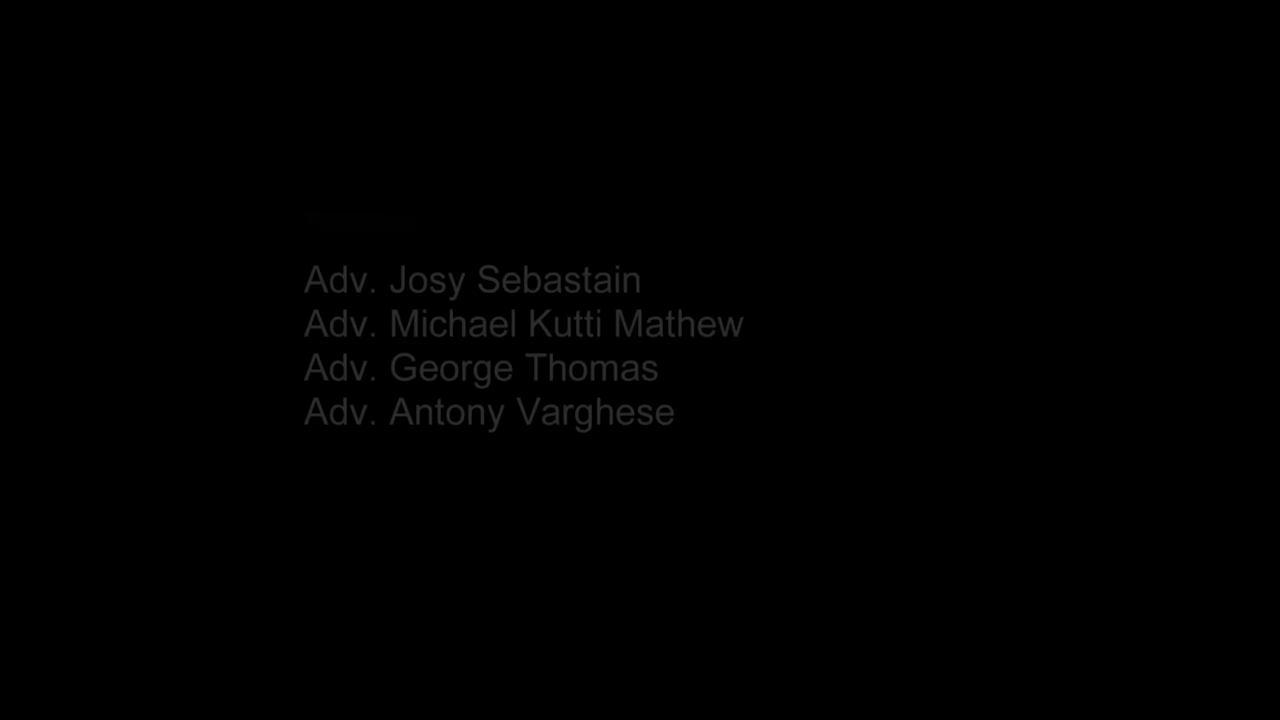 Adv. Josy Sebastain
Adv. Michael Kutti Mathew
Adv. George Thomas
Adv. Antony Varghese